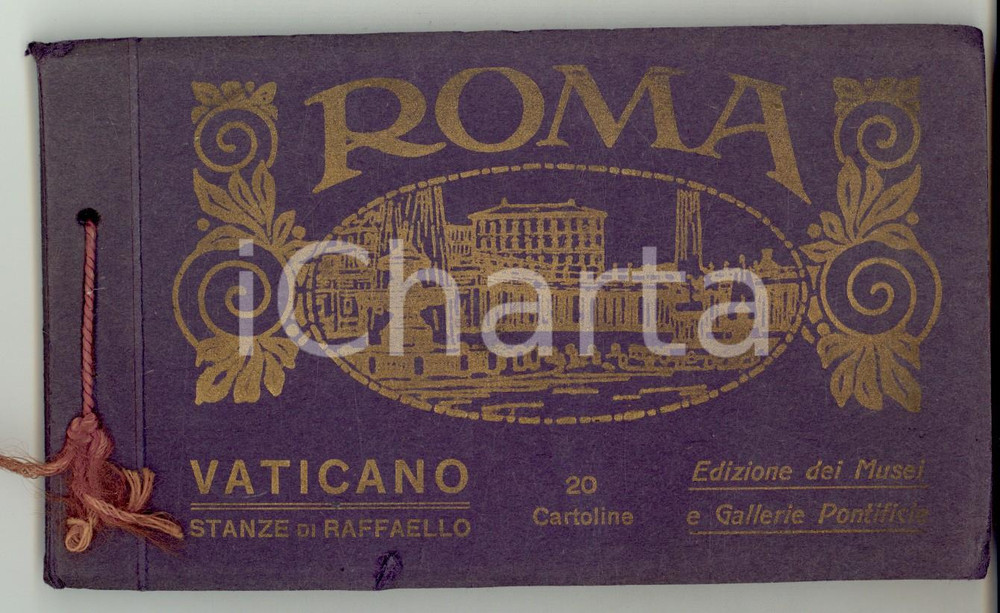 ROMA
iCharta
VATICANO
STANZE DI RAFFAELLO
20
Cartoline
Edizione dei Musei
e Gallerie Pontificie